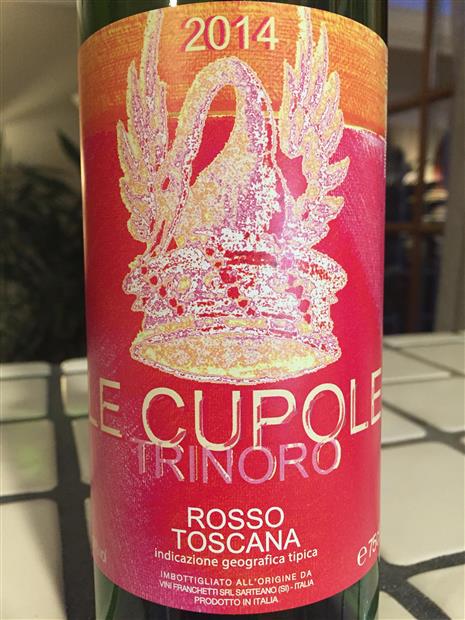 2014
LE CUPOLE
TRINORO
ROSSO
TOSCANA
indicazione geografica tipica
IMBOTTIGLIATO ALL'ORIGINE DA
VINI FRANCHETTI SRL SARTEANO (SI) - ITALIA
PRODOTTO IN ITALIA